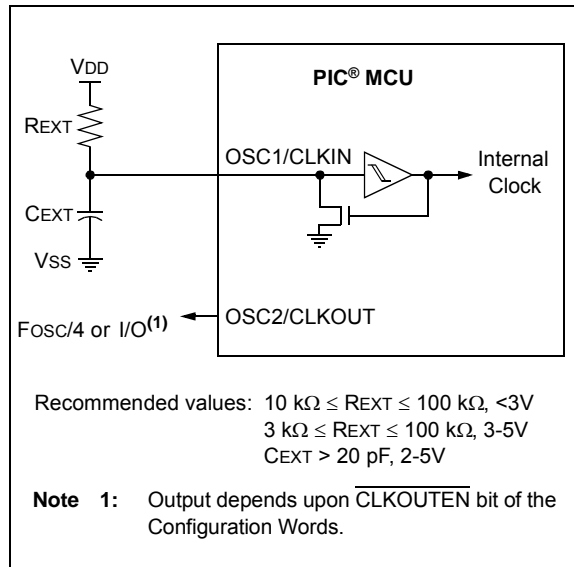 VDD
PIC® MCU
REXT
OSC1/CLKIN
Internal
Clock
CEXT
VSS
OSC2/CLKOUT
FOSC/4 or I/O(1)
Recommended values: 10 kΩ ≤ REXT ≤ 100 kΩ, <3V
3 kΩ ≤ REXT ≤ 100 kΩ, 3-5V
CEXT > 20 pF, 2-5V
Note 1: Output depends upon CLKOUTEN bit of the
Configuration Words.